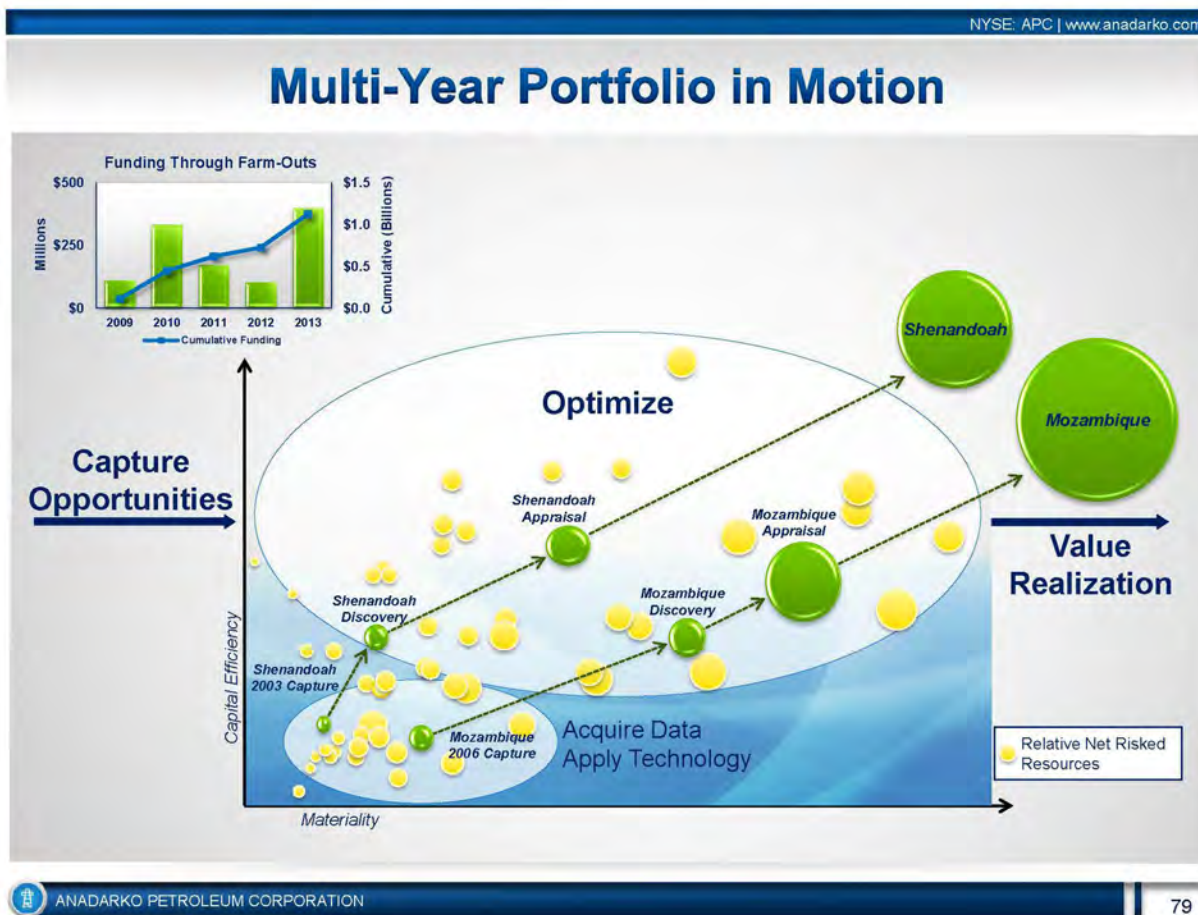 NYSE: APC | www.anadarko.com
Multi-Year Portfolio in Motion
Funding Through Farm-Outs
$500
$250
$0
Millions
$1.5
$1.0
$0.5
$0.0
Cumulative (Billions)
2009 2010 2011 2012 2013
Cumulative Funding
Capture
Opportunities
Optimize
Shenandoah
Mozambique
Shenandoah
Appraisal
Mozambique
Appraisal
Shenandoah
Discovery
Mozambique
Discovery
Value
Realization
Shenandoah
2003 Capture
Mozambique
2006 Capture
Acquire Data
Apply Technology
Capital Efficiency
Materiality
Relative Net Risked
Resources
ANADARKO PETROLEUM CORPORATION
79